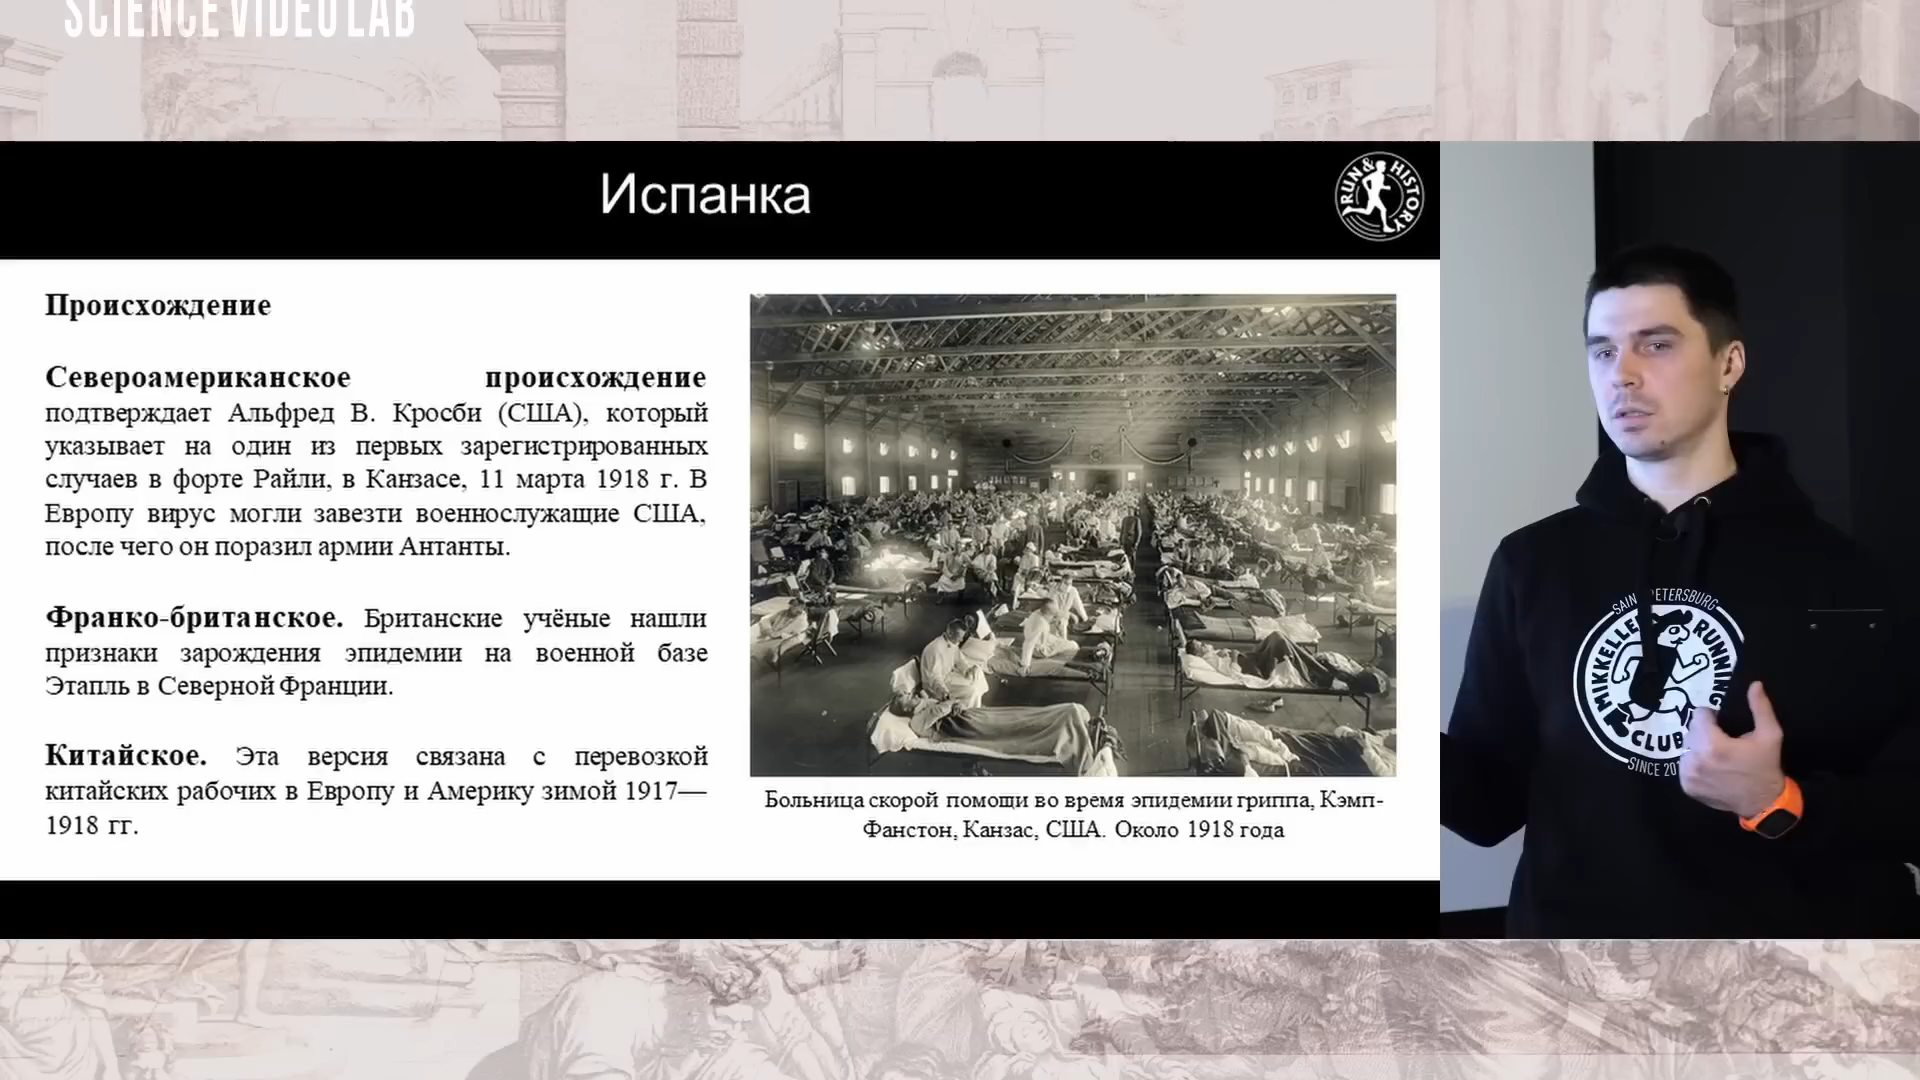 SCIENCE VIDEO LAB
Испанка
RUN & HISTORY
Происхождение
Североамериканское происхождение
подтверждает Альфред В. Кросби (США), который
указывает на один из первых зарегистрированных
случаев в форте Райли, в Канзасе, 11 марта 1918 г. В
Европу вирус могли завезти военнослужащие США,
после чего он поразил армии Антанты.
Франко-британское. Британские учёные нашли
признаки зарождения эпидемии на военной базе
Этапль в Северной Франции.
Китайское. Эта версия связана с перевозкой
китайских рабочих в Европу и Америку зимой 1917—
1918 гг.
Больница скорой помощи во время эпидемии гриппа, Кэмп-
Фанстон, Канзас, США. Около 1918 года
PETERSBURG
MIKKELLER RUNNING
CLUB
SINCE